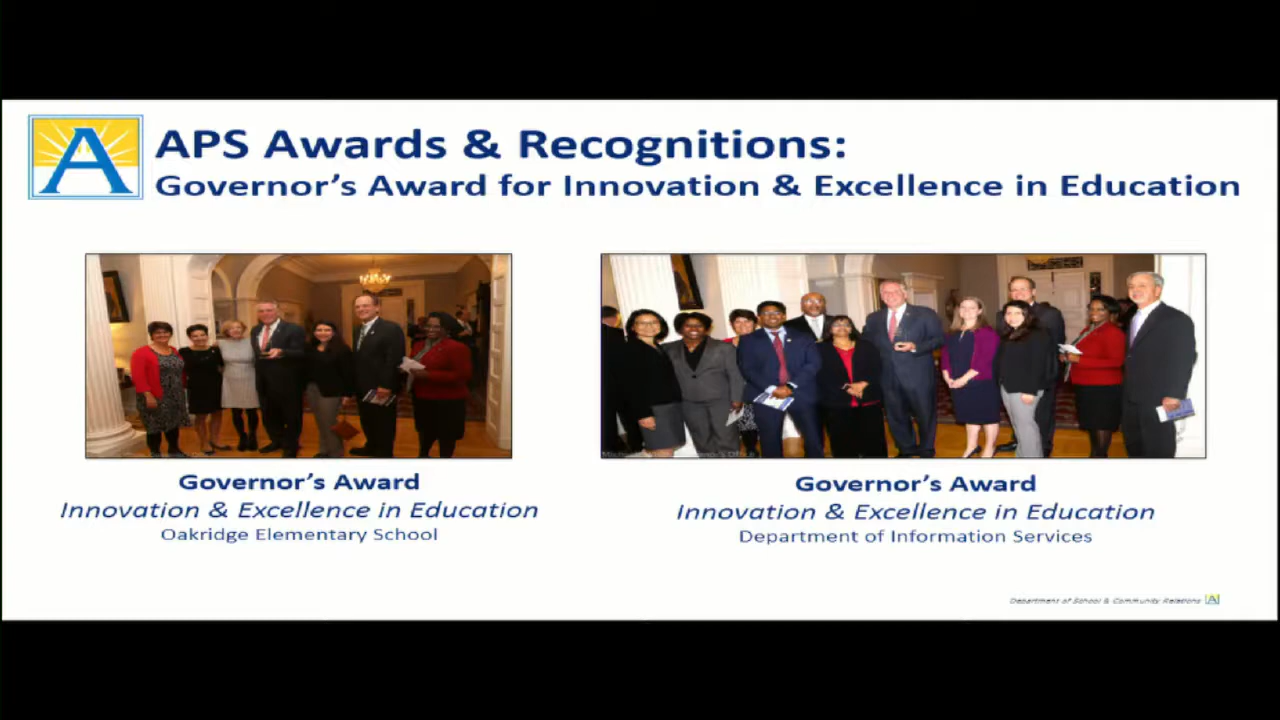 A
APS Awards & Recognitions:
Governor's Award for Innovation & Excellence in Education
Governor's Award
Innovation & Excellence in Education
Oakridge Elementary School
Governor's Award
Innovation & Excellence in Education
Department of Information Services
Department of School & Community Relations A